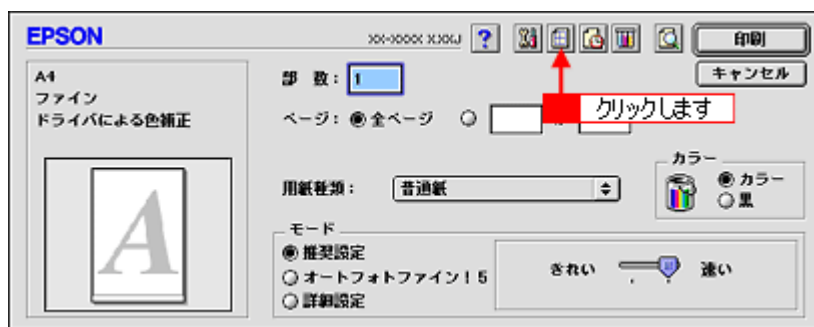 EPSON
XX-XXXX X.XXJ
?
印刷
キャンセル
A4
ファイン
ドライバによる色補正
部 数: 1
ページ: 全ページ
クリックします
用紙種類: 普通紙
カラー
カラー
黒
モード
推奨設定
オートフォトファイン!5
詳細設定
きれい
速い
A